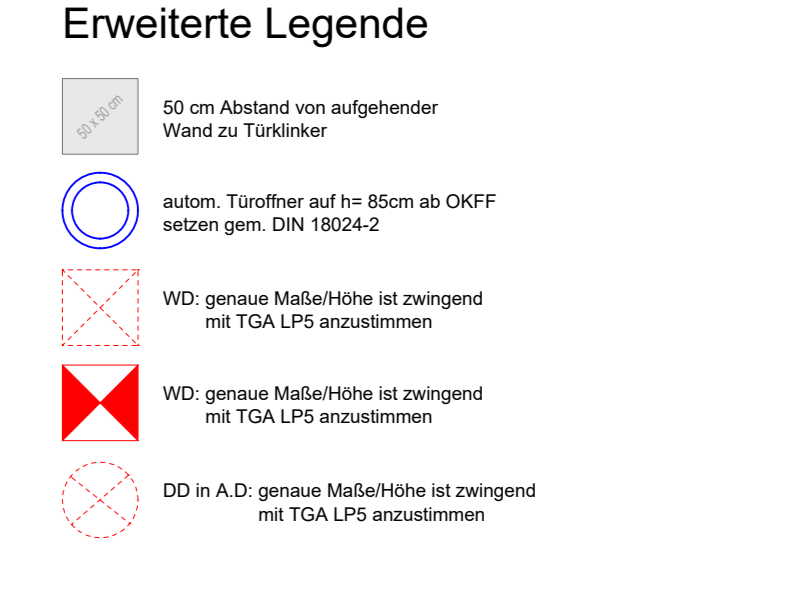 Erweiterte Legende
50 x 50 cm
50 cm Abstand von aufgehender
Wand zu Türklinker
autom. Türoffner auf h= 85cm ab OKFF
setzen gem. DIN 18024-2
WD: genaue Maße/Höhe ist zwingend
mit TGA LP5 anzustimmen
WD: genaue Maße/Höhe ist zwingend
mit TGA LP5 anzustimmen
DD in A.D: genaue Maße/Höhe ist zwingend
mit TGA LP5 anzustimmen